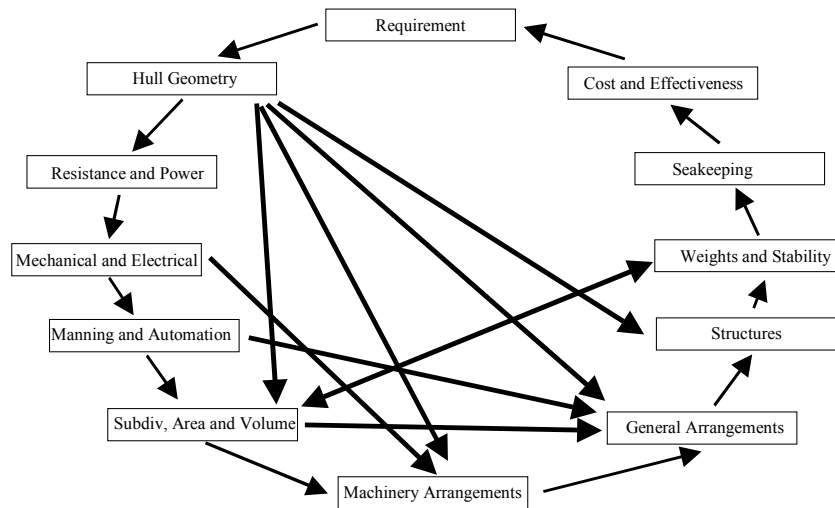 Requirement
Hull Geometry
Cost and Effectiveness
Resistance and Power
Seakeeping
Mechanical and Electrical
Weights and Stability
Manning and Automation
Structures
Subdiv, Area and Volume
General Arrangements
Machinery Arrangements